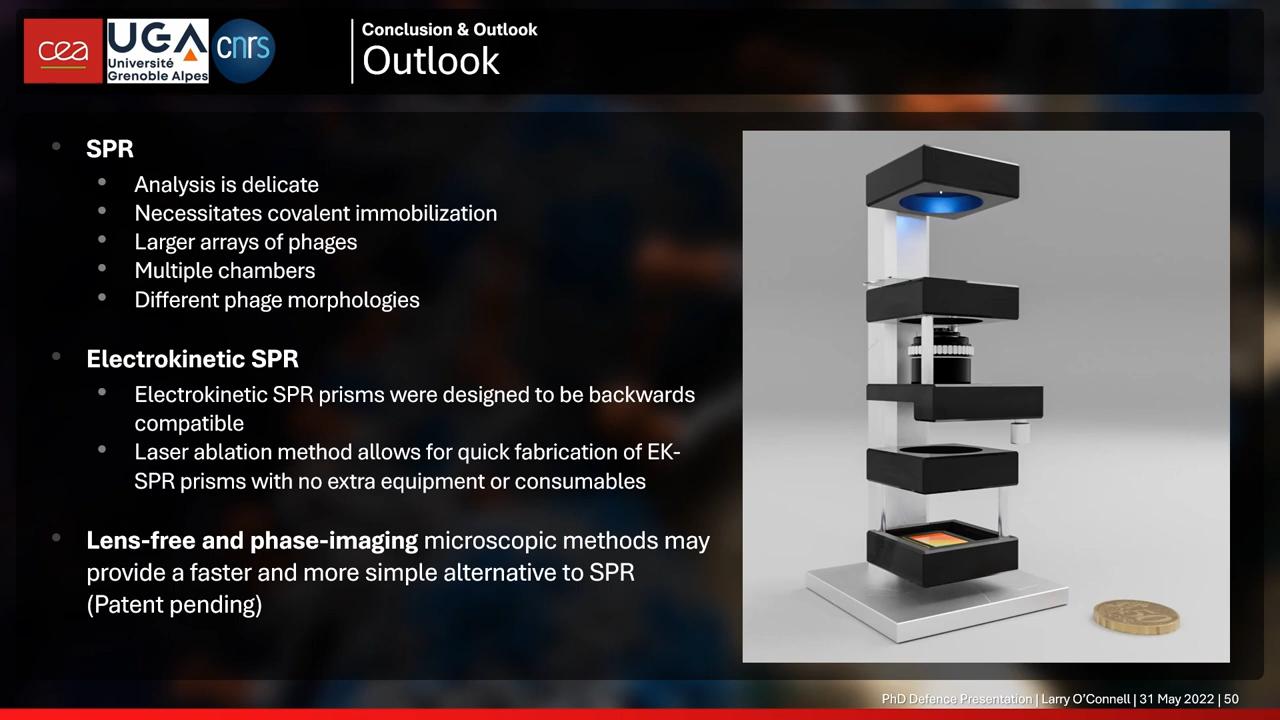 cea
UGA
Université
Grenoble Alpes
cnrs
Conclusion & Outlook
Outlook
SPR
Analysis is delicate
Necessitates covalent immobilization
Larger arrays of phages
Multiple chambers
Different phage morphologies
Electrokinetic SPR
Electrokinetic SPR prisms were designed to be backwards
compatible
Laser ablation method allows for quick fabrication of EK-
SPR prisms with no extra equipment or consumables
Lens-free and phase-imaging microscopic methods may
provide a faster and more simple alternative to SPR
(Patent pending)
PhD Defence Presentation | Larry O’Connell | 31 May 2022 | 50